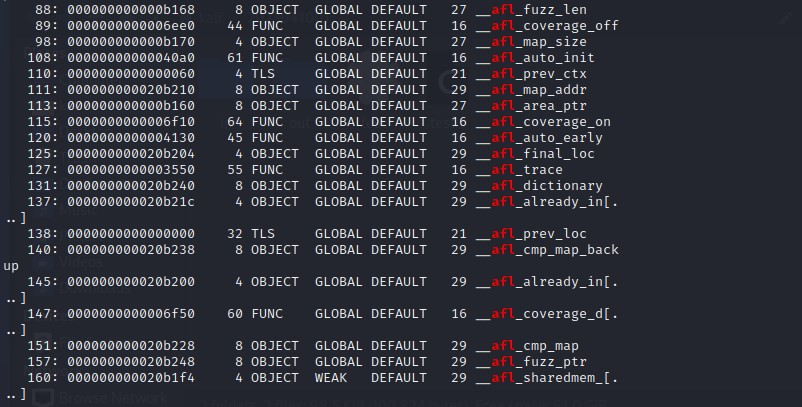 88: 000000000000b168     8 OBJECT  GLOBAL DEFAULT   27 __afl_fuzz_len
89: 0000000000006ee0    44 FUNC    GLOBAL DEFAULT   16 __afl_coverage_off
98: 000000000000b170     4 OBJECT  GLOBAL DEFAULT   27 __afl_map_size
108: 00000000000040a0    61 FUNC    GLOBAL DEFAULT   16 __afl_auto_init
110: 0000000000000060     4 TLS     GLOBAL DEFAULT   21 __afl_prev_ctx
111: 000000000020b210     8 OBJECT  GLOBAL DEFAULT   29 __afl_map_addr
113: 000000000000b160     8 OBJECT  GLOBAL DEFAULT   27 __afl_area_ptr
115: 0000000000006f10    64 FUNC    GLOBAL DEFAULT   16 __afl_coverage_on
120: 0000000000004130    45 FUNC    GLOBAL DEFAULT   16 __afl_auto_early
125: 000000000020b204     4 OBJECT  GLOBAL DEFAULT   29 __afl_final_loc
127: 0000000000003550    55 FUNC    GLOBAL DEFAULT   16 __afl_trace
131: 000000000020b240     8 OBJECT  GLOBAL DEFAULT   29 __afl_dictionary
137: 000000000020b21c     4 OBJECT  GLOBAL DEFAULT   29 __afl_already_in[.
..]
138: 0000000000000000    32 TLS     GLOBAL DEFAULT   21 __afl_prev_loc
140: 000000000020b238     8 OBJECT  GLOBAL DEFAULT   29 __afl_cmp_map_back
up
145: 000000000020b200     4 OBJECT  GLOBAL DEFAULT   29 __afl_already_in[.
..]
147: 0000000000006f50    60 FUNC    GLOBAL DEFAULT   16 __afl_coverage_d[.
..]
151: 000000000020b228     8 OBJECT  GLOBAL DEFAULT   29 __afl_cmp_map
157: 000000000020b248     8 OBJECT  GLOBAL DEFAULT   29 __afl_fuzz_ptr
160: 000000000020b1f4     4 OBJECT  WEAK   DEFAULT   29 __afl_sharedmem_[.
..]
Browse Network